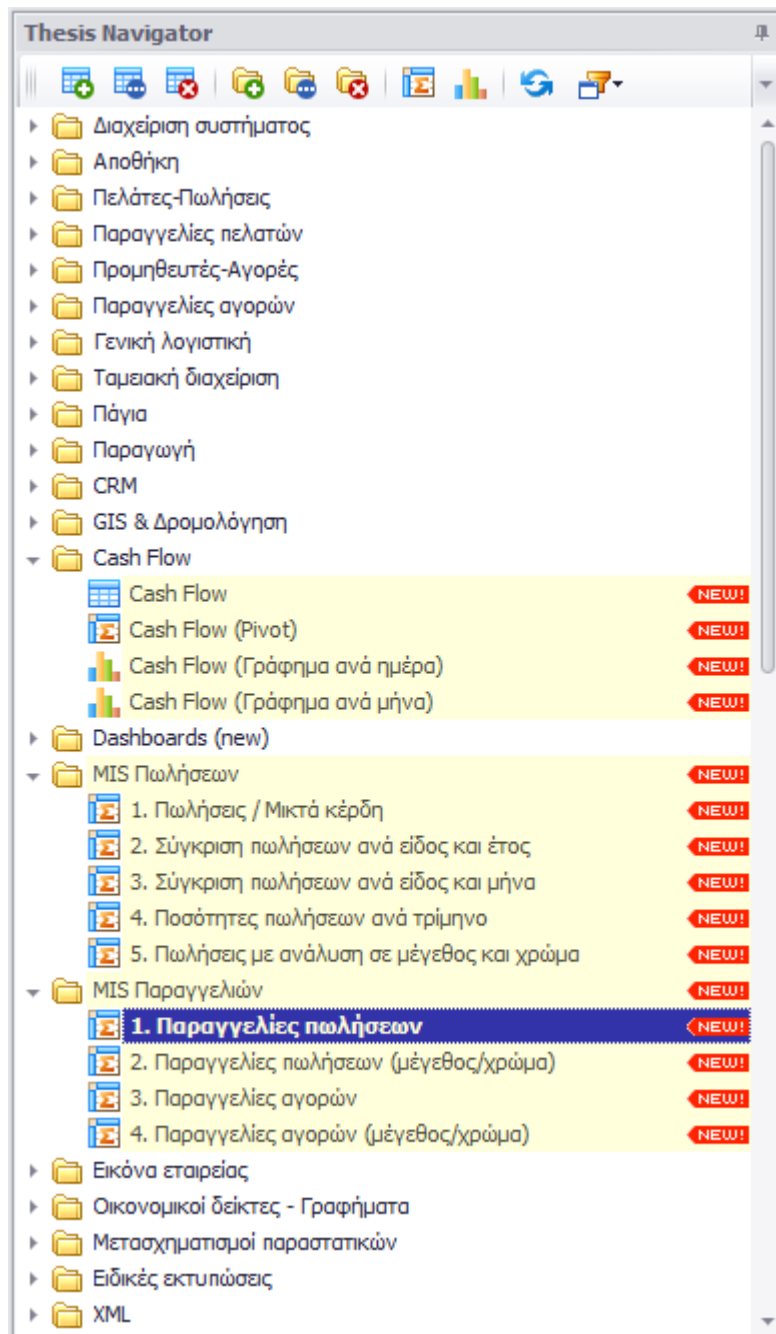 Thesis Navigator
Διαχείριση συστήματος
Αποθήκη
Πελάτες-Πωλήσεις
Παραγγελίες πελατών
Προμηθευτές-Αγορές
Παραγγελίες αγορών
Γενική λογιστική
Ταμειακή διαχείριση
Πάγια
Παραγωγή
CRM
GIS & Δρομολόγηση
Cash Flow
Cash Flow NEW!
Cash Flow (Pivot) NEW!
Cash Flow (Γράφημα ανά ημέρα) NEW!
Cash Flow (Γράφημα ανά μήνα) NEW!
Dashboards (new)
MIS Πωλήσεων NEW!
1. Πωλήσεις / Μικτά κέρδη NEW!
2. Σύγκριση πωλήσεων ανά είδος και έτος NEW!
3. Σύγκριση πωλήσεων ανά είδος και μήνα NEW!
4. Ποσότητες πωλήσεων ανά τρίμηνο NEW!
5. Πωλήσεις με ανάλυση σε μέγεθος και χρώμα NEW!
MIS Παραγγελιών NEW!
1. Παραγγελίες πωλήσεων NEW!
2. Παραγγελίες πωλήσεων (μέγεθος/χρώμα) NEW!
3. Παραγγελίες αγορών NEW!
4. Παραγγελίες αγορών (μέγεθος/χρώμα) NEW!
Εικόνα εταιρείας
Οικονομικοί δείκτες - Γραφήματα
Μετασχηματισμοί παραστατικών
Ειδικές εκτυπώσεις
XML